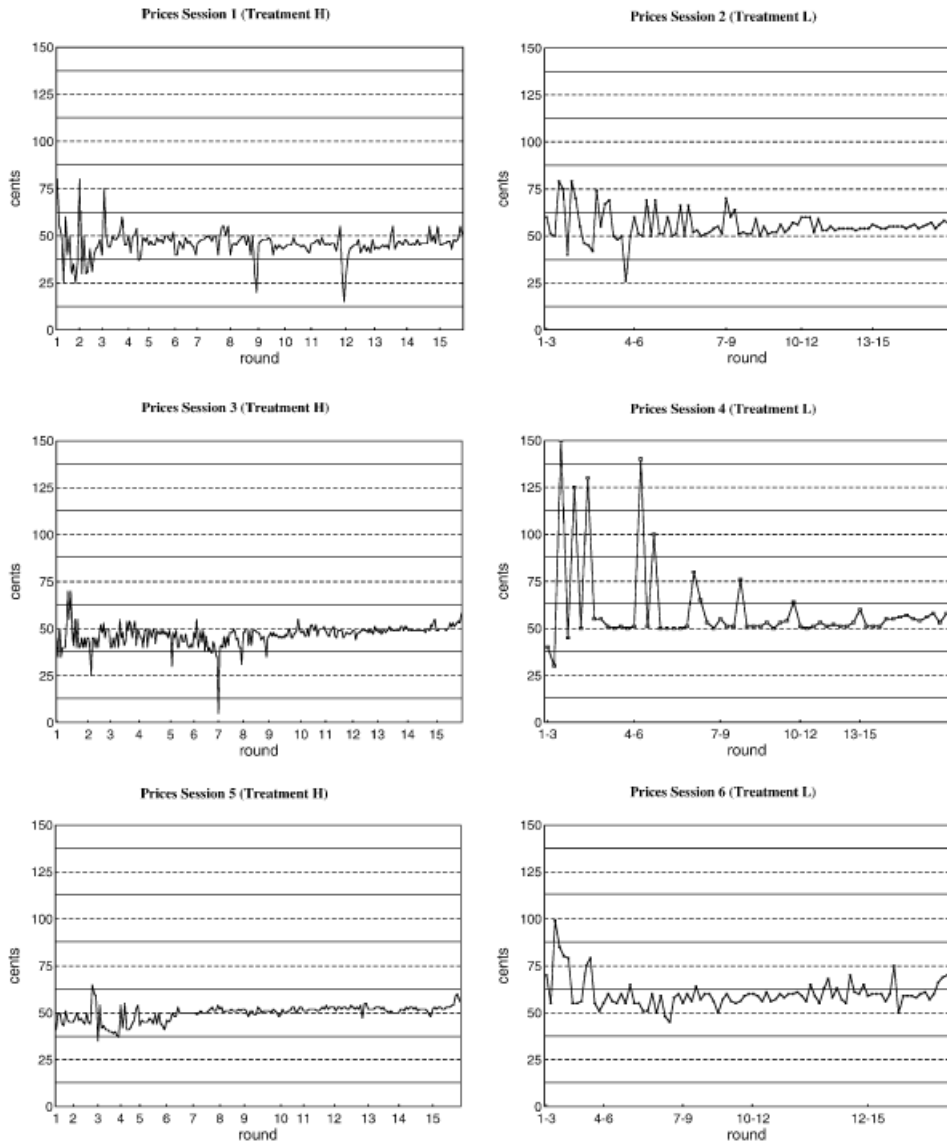 Prices Session 1 (Treatment H)
150
125
100
75
50
25
0
cents
1 2 3 4 5 6 7 8 9 10 11 12 13 14 15
round
Prices Session 2 (Treatment L)
150
125
100
75
50
25
0
cents
1-3 4-6 7-9 10-12 13-15
round
Prices Session 3 (Treatment H)
150
125
100
75
50
25
0
cents
1 2 3 4 5 6 7 8 9 10 11 12 13 15
round
Prices Session 4 (Treatment L)
150
125
100
75
50
25
0
cents
1-3 4-6 7-9 10-12 13-15
round
Prices Session 5 (Treatment H)
150
125
100
75
50
25
0
cents
1 2 3 4 5 6 7 8 10 11 12 13 15
round
Prices Session 6 (Treatment L)
150
125
100
75
50
25
0
cents
1-3 4-6 7-9 10-12 12-15
round